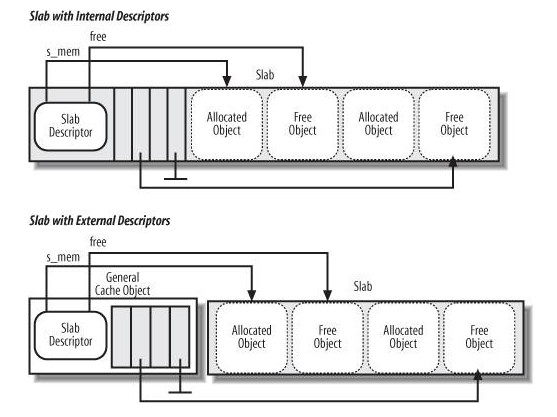 Slab with Internal Descriptors
free
s_mem
Slab
Slab
Descriptor
Allocated
Object
Free
Object
Allocated
Object
Free
Object
Slab with External Descriptors
free
s_mem
General
Cache Object
Slab
Slab
Descriptor
Allocated
Object
Free
Object
Allocated
Object
Free
Object